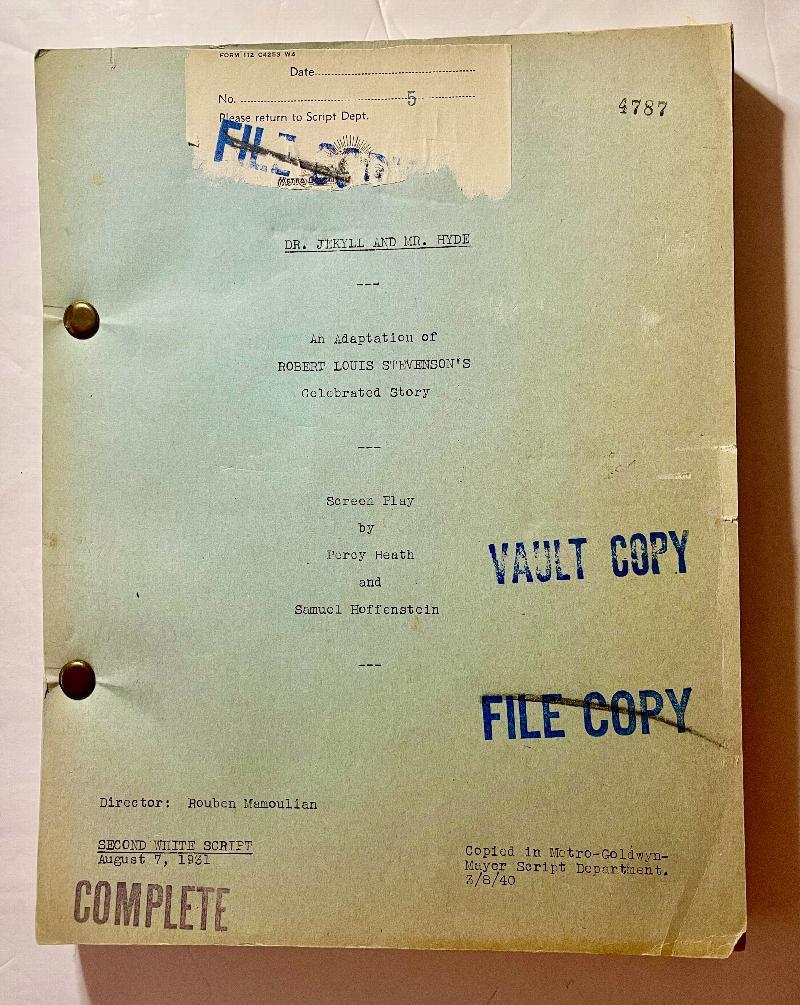 FORM 112 C4253 W4
Date
No. 5
Please return to Script Dept.
FILE COPY
4787
DR. JEKYLL AND MR. HYDE
---
An Adaptation of
ROBERT LOUIS STEVENSON'S
Celebrated Story
---
Screen Play
by
Percy Heath
and
Samuel Hoffenstein
---
VAULT COPY
FILE COPY
Director: Rouben Mamoulian
SECOND WHITE SCRIPT
August 7, 1931
COMPLETE
Copied in Metro-Goldwyn-
Mayer Script Department.
3/8/40